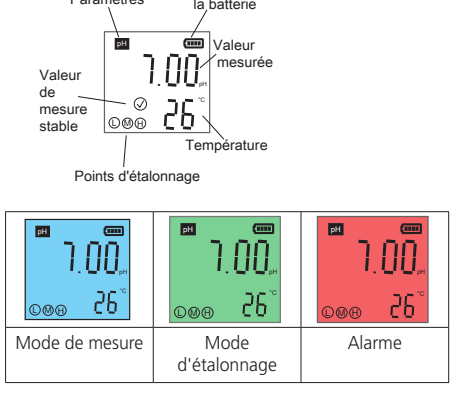 Paramètres
la batterie
pH
Valeur
mesurée
7.00
pH
Valeur
de
mesure
stable
°C
L M H
26
Température
Points d'étalonnage
pH
7.00
pH
°C
L M H
26
pH
7.00
pH
°C
L M H
26
pH
7.00
pH
°C
L M H
26
Mode de mesure
Mode
d'étalonnage
Alarme